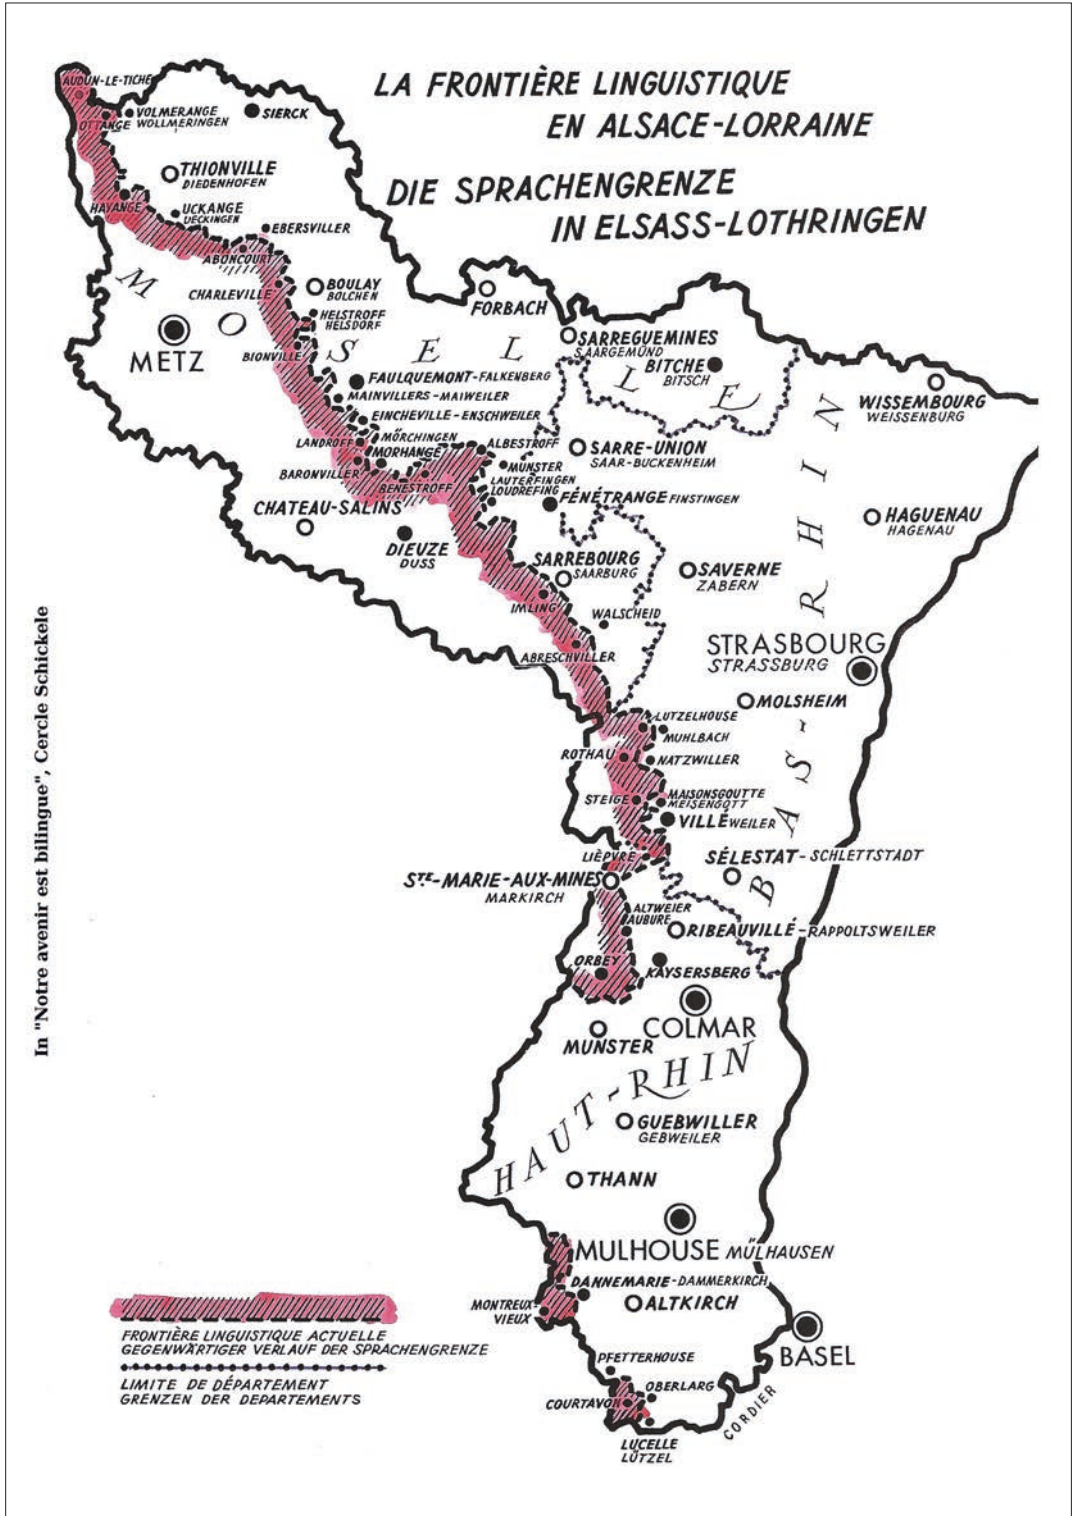 LA FRONTIÈRE LINGUISTIQUE
EN ALSACE-LORRAINE
DIE SPRACHENGRENZE
IN ELSASS-LOTHRINGEN
AUDUN-LE-TICHE
OTTANGE
VOLMERANGE
WOLLMERINGEN
SIERCK
THIONVILLE
DIEDENHOFEN
HAYANGE
UCKANGE
UECKINGEN
EBERSVILLER
ABONCOURT
CHARLEVILLE
BOULAY
BOLCHEN
HELSTROFF
HELSDORF
BIONVILLE
METZ
MOSELLE
FORBACH
SARREGUEMINES
SAARGEMÜND
BITCHE
BITSCH
WISSEMBOURG
WEISSENBURG
FAULQUEMONT-FALKENBERG
MAINVILLERS-MAIWEILER
EINCHEVILLE-ENSCHWEILER
LANDROFF
MÖRCHINGEN
MORHANGE
BARONVILLER
BENESTROFF
ALBESTROFF
MUNSTER
LAUTERFINGEN
LOUDREFING
SARRE-UNION
SAAR-BUCKENHEIM
FÉNÉTRANGE FINSTINGEN
CHATEAU-SALINS
DIEUZE
DUSS
HAGUENAU
HAGENAU
SARREBOURG
SAARBURG
SAVERNE
ZABERN
IMLING
WALSCHEID
ABRESCHVILLER
STRASBOURG
STRASSBURG
MOLSHEIM
BAS-RHIN
LUTZELHOUSE
MUHLBACH
ROTHAU
NATZWILLER
STEIGE
MAISONSGOUTTE
MEISENGOTT
VILLÉ WEILER
LIÈPVRE
SÉLESTAT-SCHLETTSTADT
STE-MARIE-AUX-MINES
MARKIRCH
ALTWEIER
AUBURE
RIBEAUVILLÉ-RAPPOLTSWEILER
ORBEY
KAYSERSBERG
COLMAR
MUNSTER
HAUT-RHIN
GUEBWILLER
GEBWEILER
THANN
MULHOUSE MÜLHAUSEN
DANNEMARIE-DAMMERKIRCH
MONTREUX-
VIEUX
ALTKIRCH
BASEL
PFETTERHOUSE
COURTAVON
OBERLARG
LUCELLE
LÜTZEL
CORDIER
FRONTIÈRE LINGUISTIQUE ACTUELLE
GEGENWÄRTIGER VERLAUF DER SPRACHENGRENZE
LIMITE DE DÉPARTEMENT
GRENZEN DER DEPARTEMENTS
In "Notre avenir est bilingue", Cercle Schickele